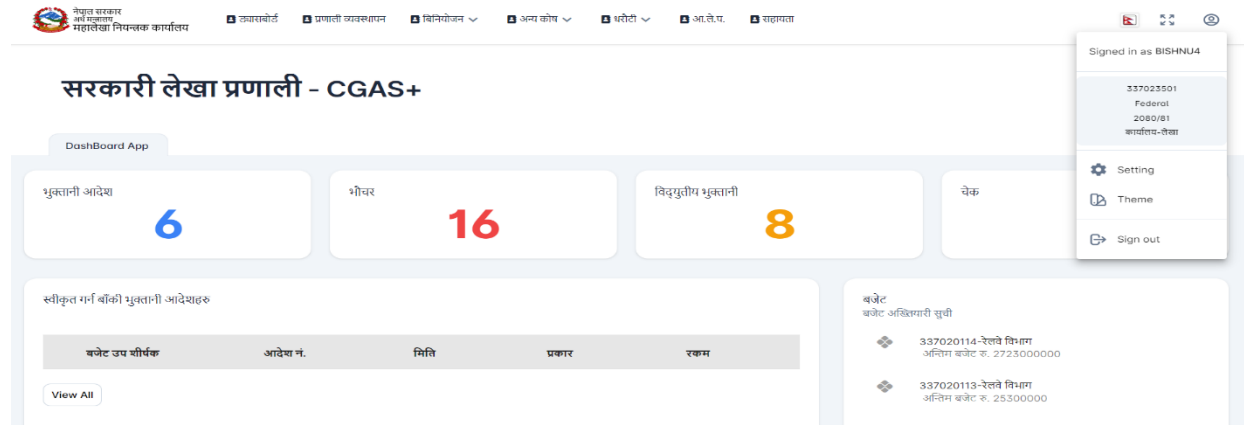 नेपाल सरकार
अर्थ मन्त्रालय
महालेखा नियन्त्रक कार्यालय
ड्यासबोर्ड
प्रणाली व्यवस्थापन
बिनियोजन
अन्य कोष
धरौटी
आ.ले.प.
सहायता
Signed in as BISHNU4
337023501
Federal
2080/81
कार्यालय-लेखा
Setting
Theme
Sign out
सरकारी लेखा प्रणाली - CGAS+
DashBoard App
भुक्तानी आदेश
6
भौचर
16
विद्युतीय भुक्तानी
8
चेक
स्वीकृत गर्न बाँकी भुक्तानी आदेशहरु
बजेट उप शीर्षक आदेश नं. मिति प्रकार रकम
View All
बजेट
बजेट अख्तियारी सुची
337020114-रेलवे विभाग
अन्तिम बजेट रु. 2723000000
337020113-रेलवे विभाग
अन्तिम बजेट रु. 25300000